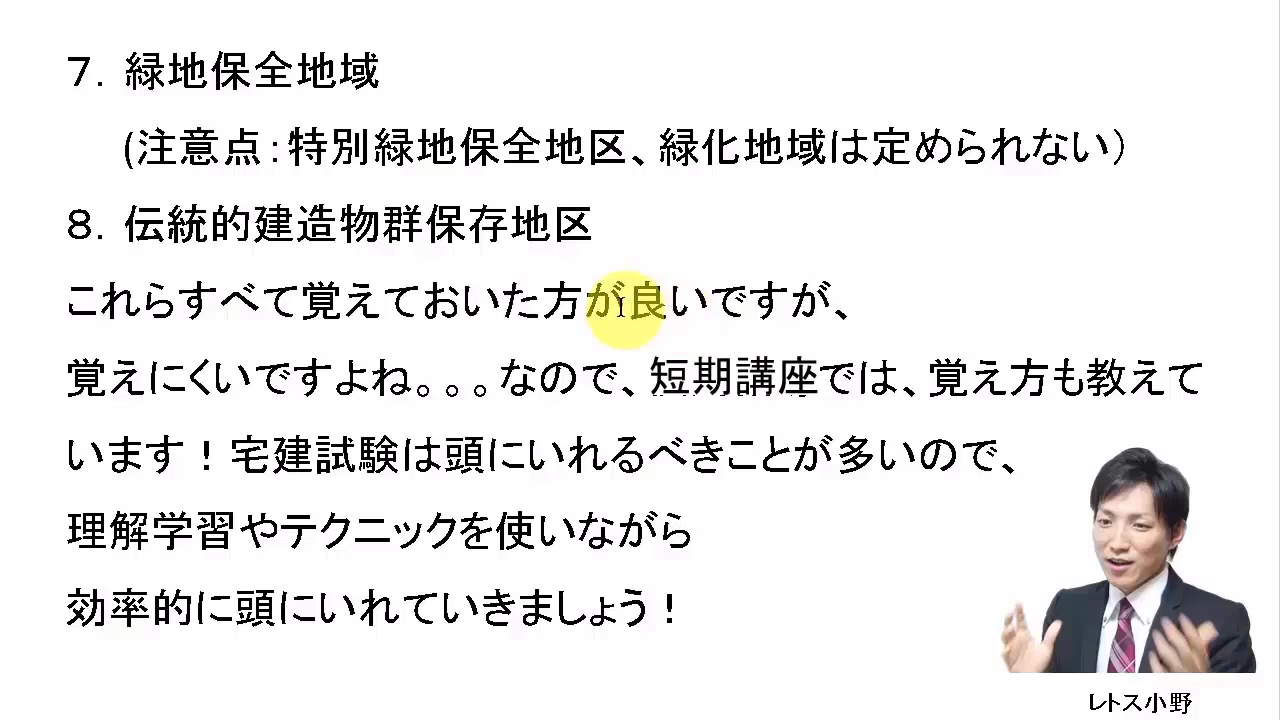 ７．緑地保全地域
(注意点：特別緑地保全地区、緑化地域は定められない）
８．伝統的建造物群保存地区
これらすべて覚えておいた方が良いですが、
覚えにくいですよね。。。なので、短期講座では、覚え方も教えて
います！宅建試験は頭にいれるべきことが多いので、
理解学習やテクニックを使いながら
効率的に頭にいれていきましょう！
レトス小野